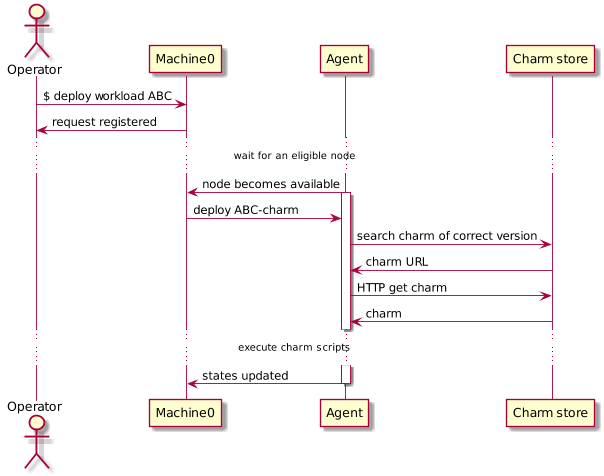 Operator
Machine0
Agent
Charm store
$ deploy workload ABC
request registered
wait for an eligible node
node becomes available
deploy ABC-charm
search charm of correct version
charm URL
HTTP get charm
charm
execute charm scripts
states updated
Operator
Machine0
Agent
Charm store